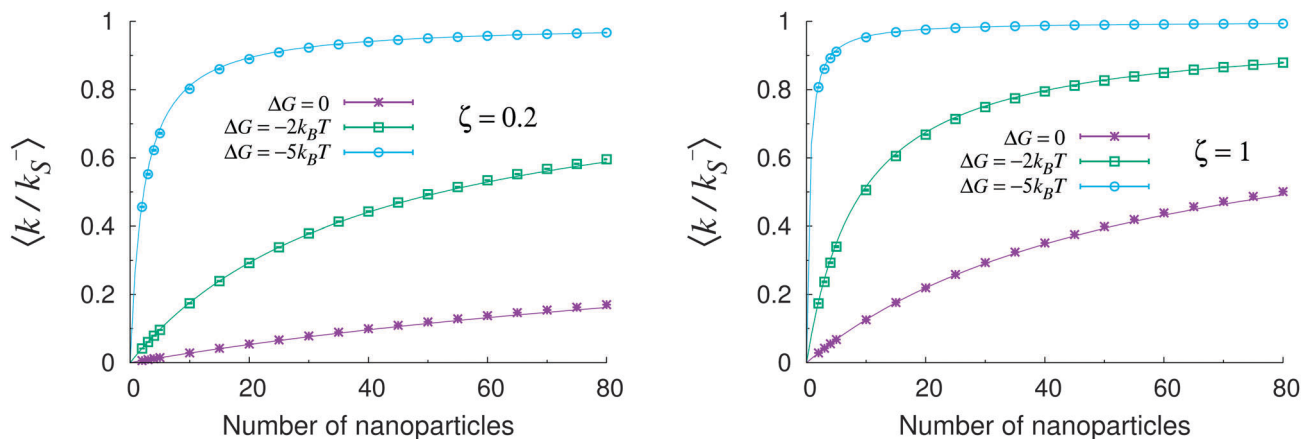 ⟨k / k_S^−⟩
1
0.8
0.6
0.4
0.2
0
ΔG = 0
ΔG = −2k_BT
ΔG = −5k_BT
ζ = 0.2
0 20 40 60 80
Number of nanoparticles
⟨k / k_S^−⟩
1
0.8
0.6
0.4
0.2
0
ΔG = 0
ΔG = −2k_BT
ΔG = −5k_BT
ζ = 1
0 20 40 60 80
Number of nanoparticles